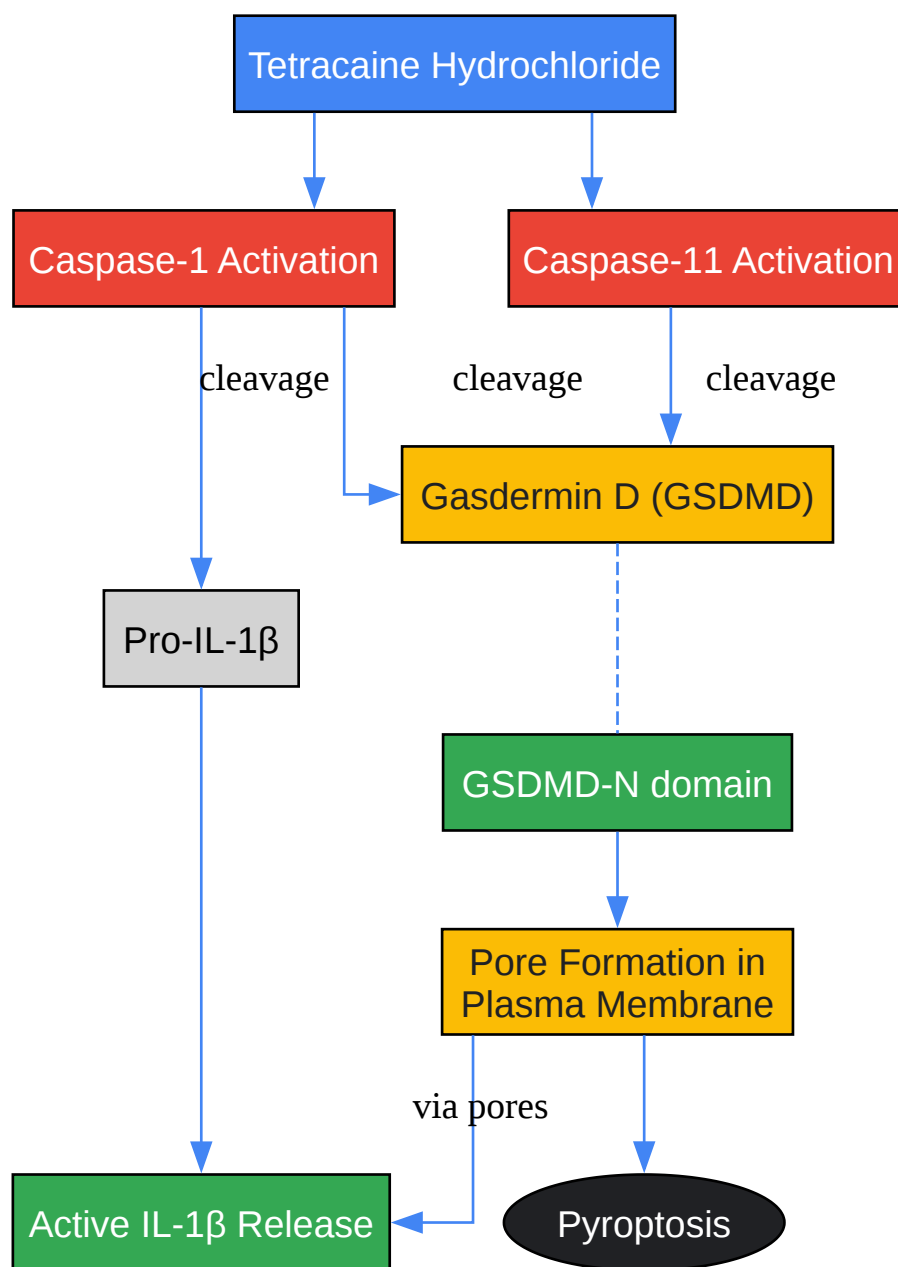 Tetracaine Hydrochloride
Caspase-1 Activation
Caspase-11 Activation
cleavage
cleavage
cleavage
Gasdermin D (GSDMD)
Pro-IL-1β
GSDMD-N domain
Pore Formation in
Plasma Membrane
via pores
Active IL-1β Release
Pyroptosis